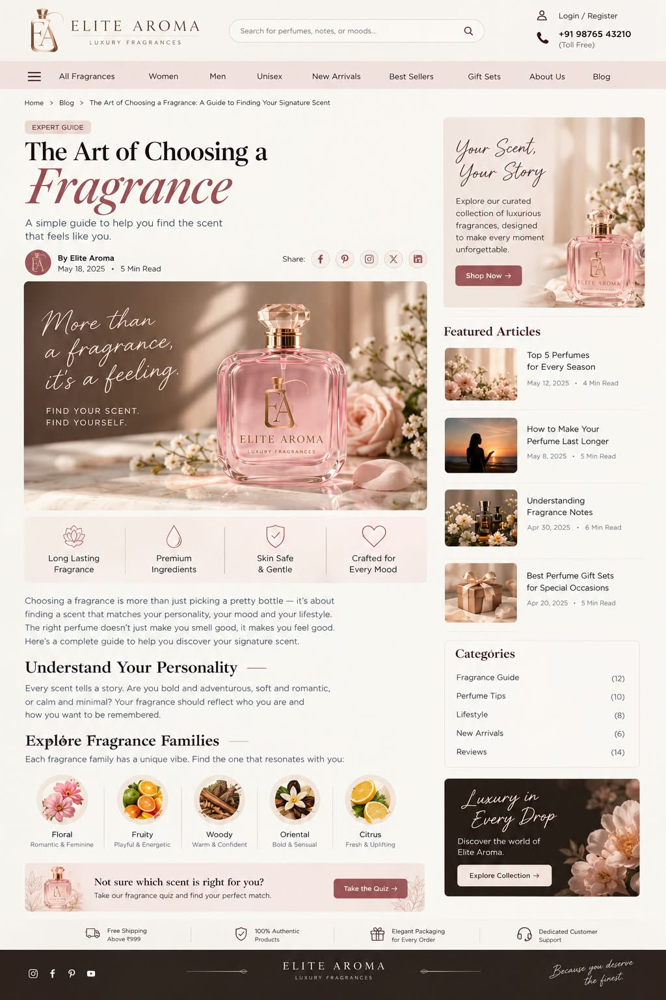 EA
ELITE AROMA
LUXURY FRAGRANCES
Search for perfumes, notes, or moods...
Login / Register
+91 98765 43210
(Toll Free)
All Fragrances
Women
Men
Unisex
New Arrivals
Best Sellers
Gift Sets
About Us
Blog
Home > Blog > The Art of Choosing a Fragrance: A Guide to Finding Your Signature Scent
EXPERT GUIDE
The Art of Choosing a
Fragrance
A simple guide to help you find the scent
that feels like you.
EA
By Elite Aroma
May 18, 2025 • 5 Min Read
Share:
More than
a fragrance,
it's a feeling.
FIND YOUR SCENT.
FIND YOURSELF.
EA
ELITE AROMA
LUXURY FRAGRANCES
Long Lasting
Fragrance
Premium
Ingredients
Skin Safe
& Gentle
Crafted for
Every Mood
Choosing a fragrance is more than just picking a pretty bottle — it's about
finding a scent that matches your personality, your mood and your lifestyle.
The right perfume doesn't just make you smell good, it makes you feel good.
Here's a complete guide to help you discover your signature scent.
Understand Your Personality
Every scent tells a story. Are you bold and adventurous, soft and romantic,
or calm and minimal? Your fragrance should reflect who you are and
how you want to be remembered.
Explore Fragrance Families
Each fragrance family has a unique vibe. Find the one that resonates with you:
Floral
Romantic & Feminine
Fruity
Playful & Energetic
Woody
Warm & Confident
Oriental
Bold & Sensual
Citrus
Fresh & Uplifting
EA
Not sure which scent is right for you?
Take our fragrance quiz and find your perfect match.
Take the Quiz →
Your Scent,
Your Story
Explore our curated
collection of luxurious
fragrances, designed
to make every moment
unforgettable.
Shop Now →
EA
ELITE AROMA
Featured Articles
Top 5 Perfumes
for Every Season
May 12, 2025 • 4 Min Read
How to Make Your
Perfume Last Longer
May 8, 2025 • 5 Min Read
Understanding
Fragrance Notes
Apr 30, 2025 • 6 Min Read
Best Perfume Gift Sets
for Special Occasions
Apr 20, 2025 • 5 Min Read
Categories
Fragrance Guide (12)
Perfume Tips (10)
Lifestyle (8)
New Arrivals (6)
Reviews (14)
Luxury in
Every Drop
Discover the world of
Elite Aroma.
Explore Collection →
Free Shipping
Above ₹999
100% Authentic
Products
Elegant Packaging
for Every Order
Dedicated Customer
Support
ELITE AROMA
LUXURY FRAGRANCES
Because you deserve
the finest.